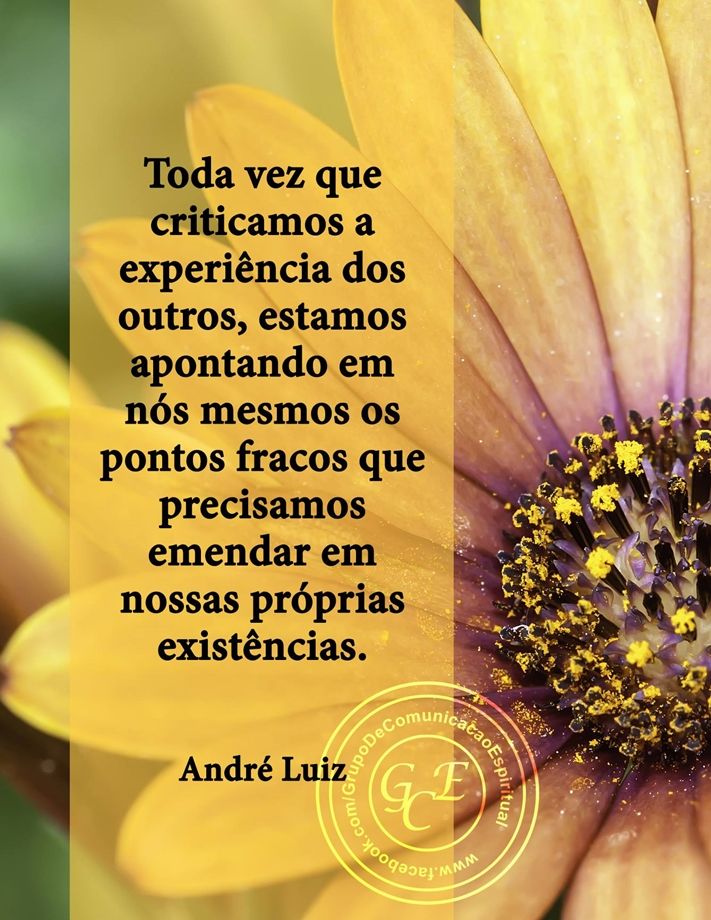 Toda vez que
criticamos a
experiência dos
outros, estamos
apontando em
nós mesmos os
pontos fracos que
precisamos
emendar em
nossas próprias
existências.
André Luiz
www.facebook.com/GrupoDeComunicacaoEspiritual
GCE